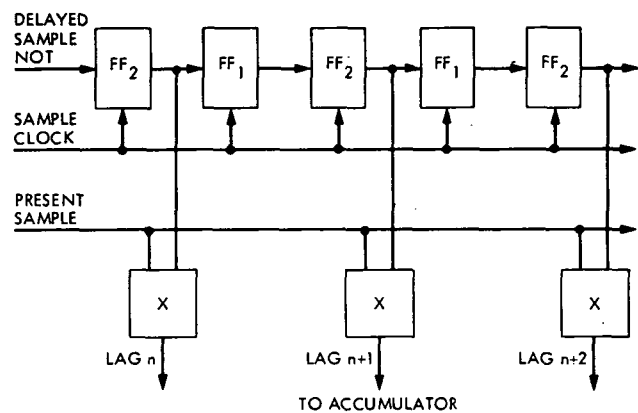 DELAYED
SAMPLE
NOT
FF2 FF1 FF2 FF1 FF2
SAMPLE
CLOCK
PRESENT
SAMPLE
X X X
LAG n LAG n+1 LAG n+2
TO ACCUMULATOR